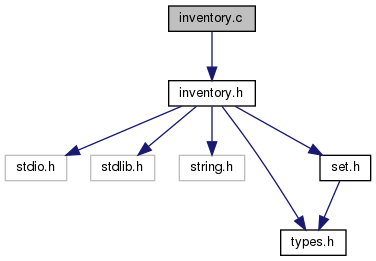 inventory.c
inventory.h
stdio.h
stdlib.h
string.h
set.h
types.h